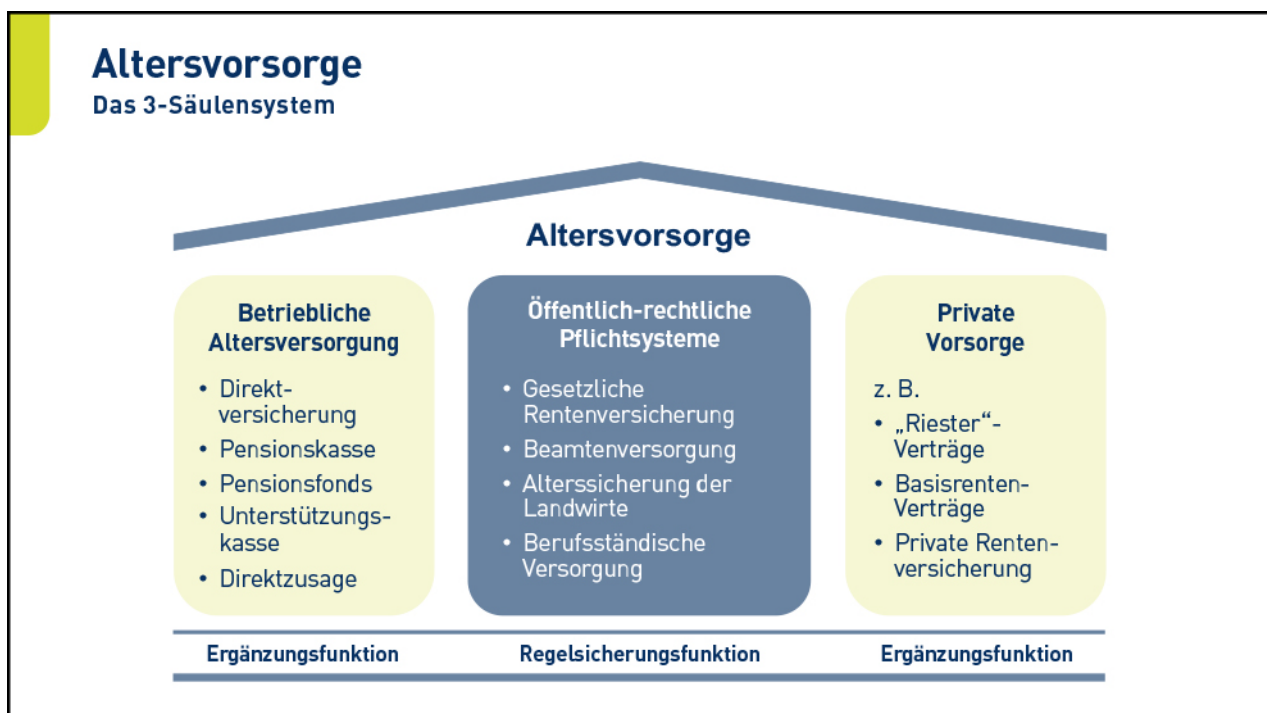 Altersvorsorge
Das 3-Säulensystem
Altersvorsorge
Betriebliche
Altersversorgung
• Direkt-
versicherung
• Pensionskasse
• Pensionsfonds
• Unterstützungs-
kasse
• Direktzusage
Öffentlich-rechtliche
Pflichtsysteme
• Gesetzliche
Rentenversicherung
• Beamtenversorgung
• Alterssicherung der
Landwirte
• Berufsständische
Versorgung
Private
Vorsorge
z. B.
• „Riester“-
Verträge
• Basisrenten-
Verträge
• Private Renten-
versicherung
Ergänzungsfunktion
Regelsicherungsfunktion
Ergänzungsfunktion